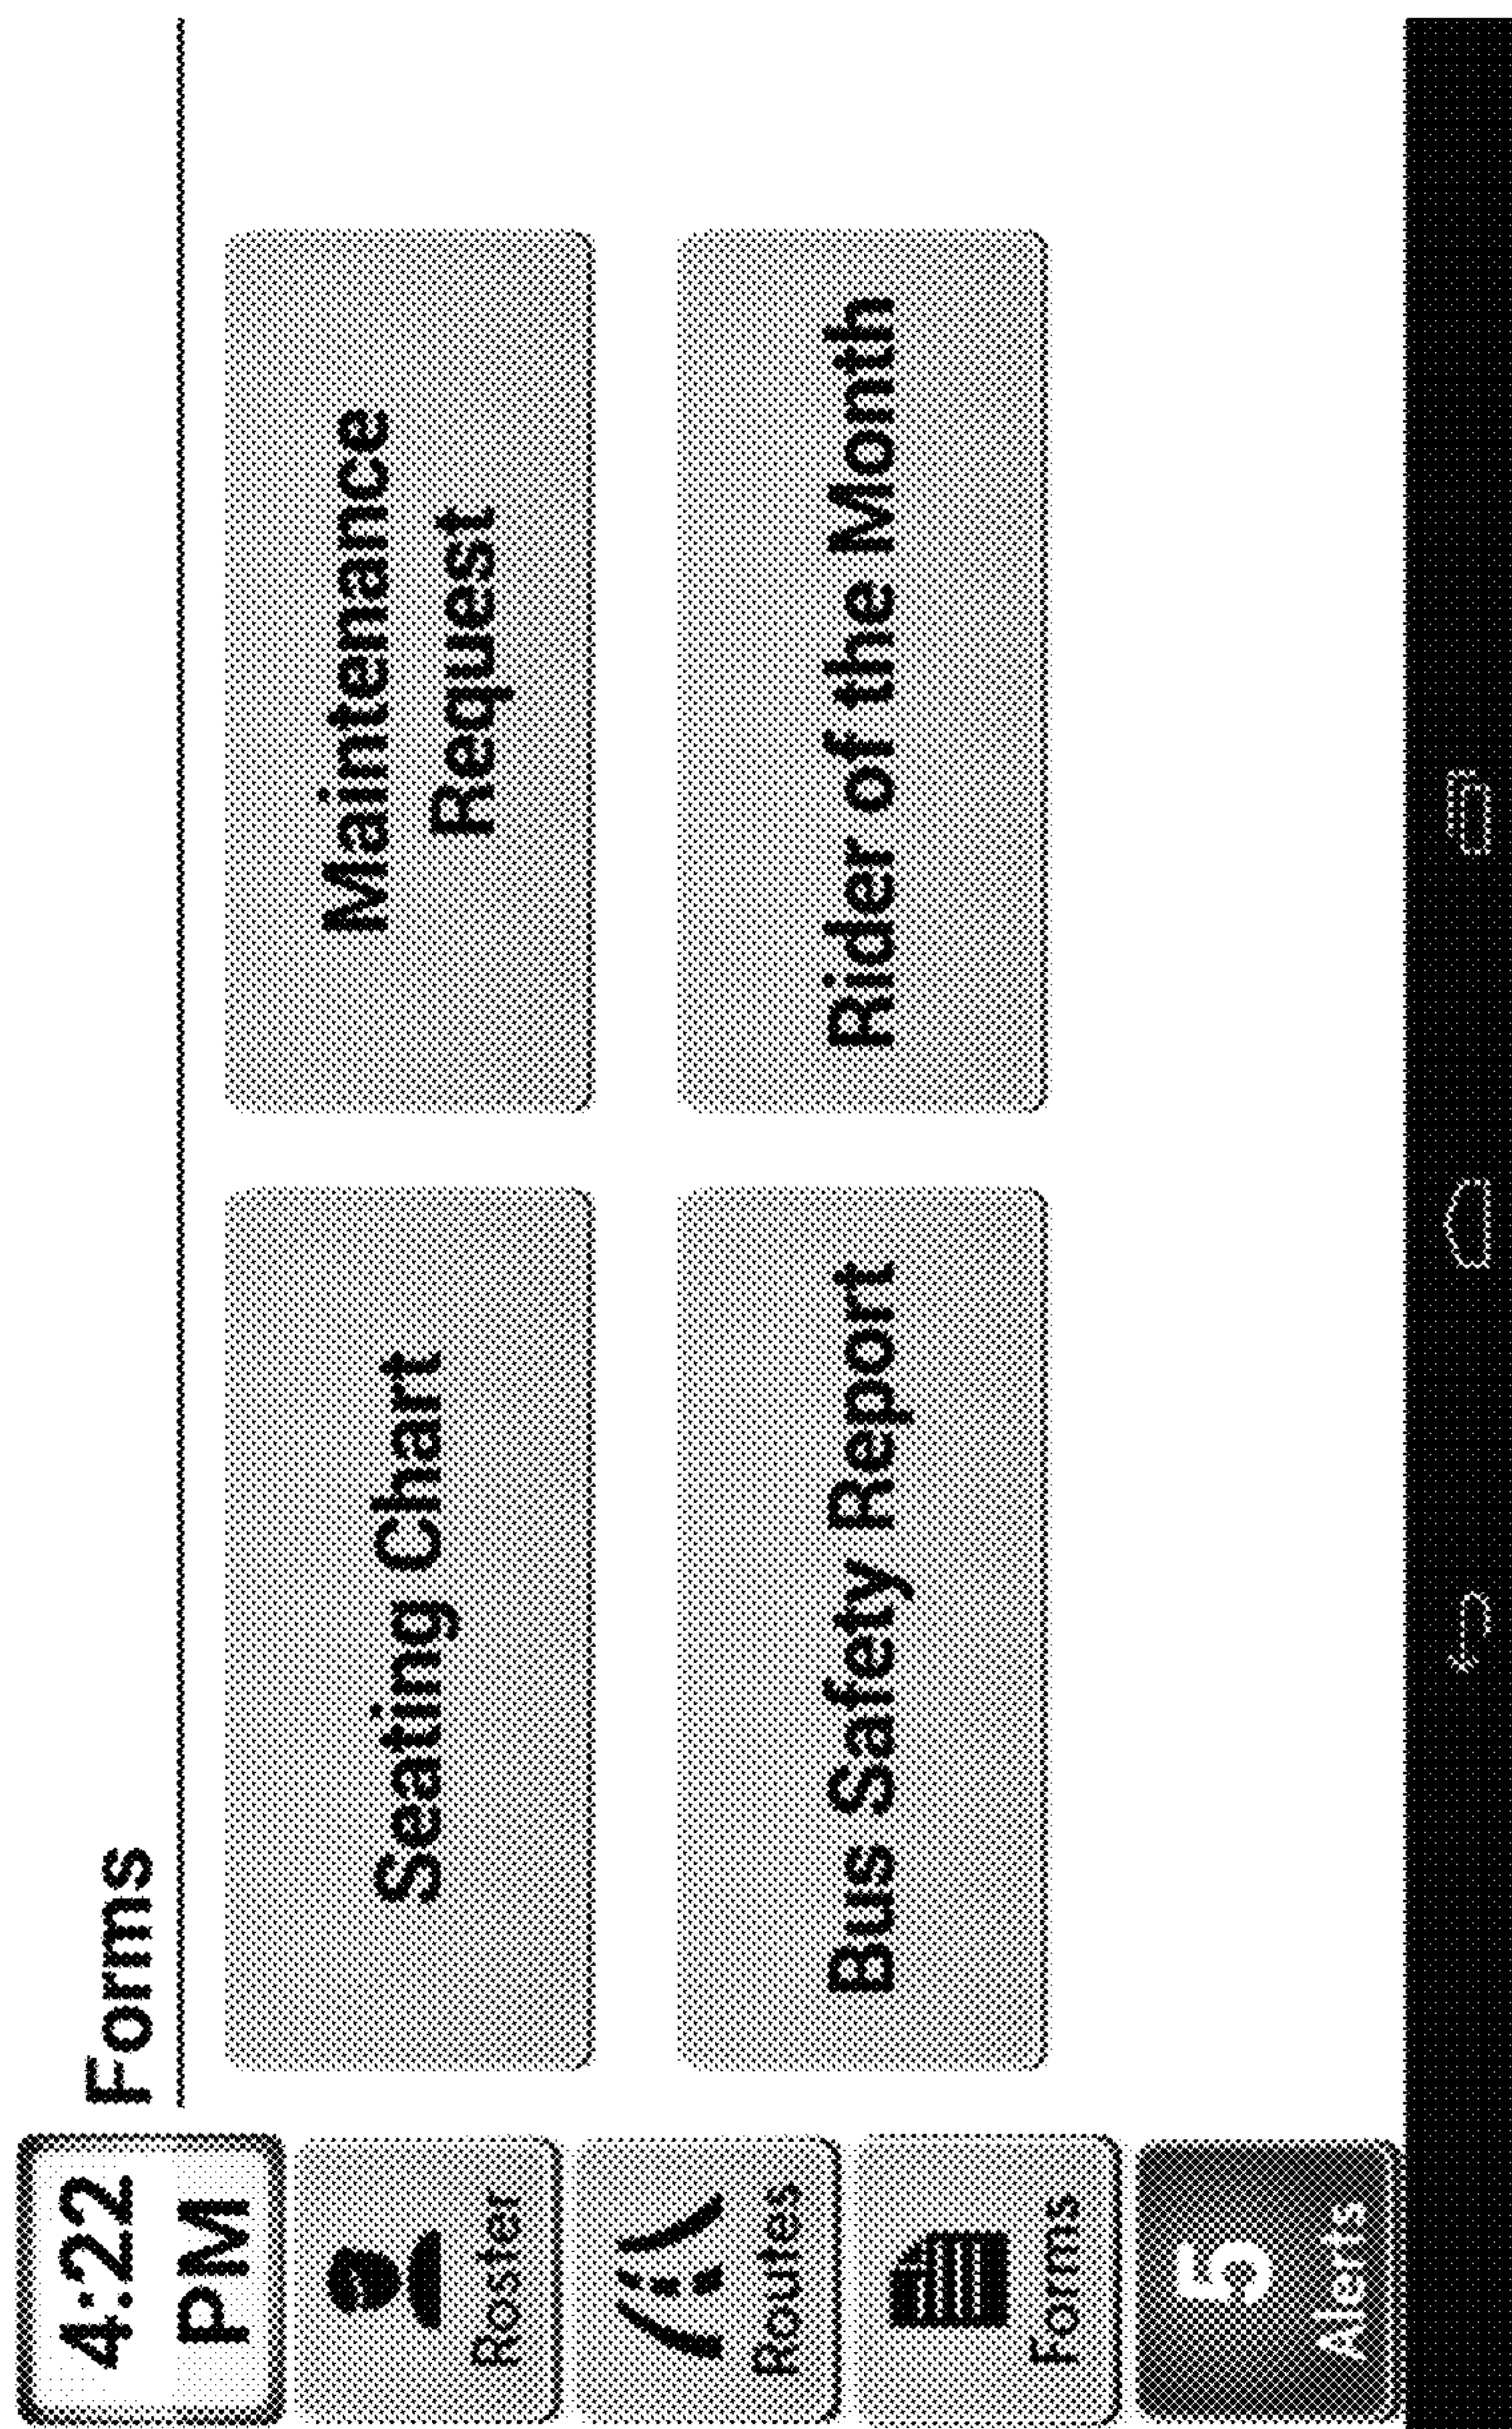 4:22
PM
Forms
Roster
Routes
Forms
5
Alerts
Seating Chart
Maintenance
Request
Bus Safety Report
Rider of the Month